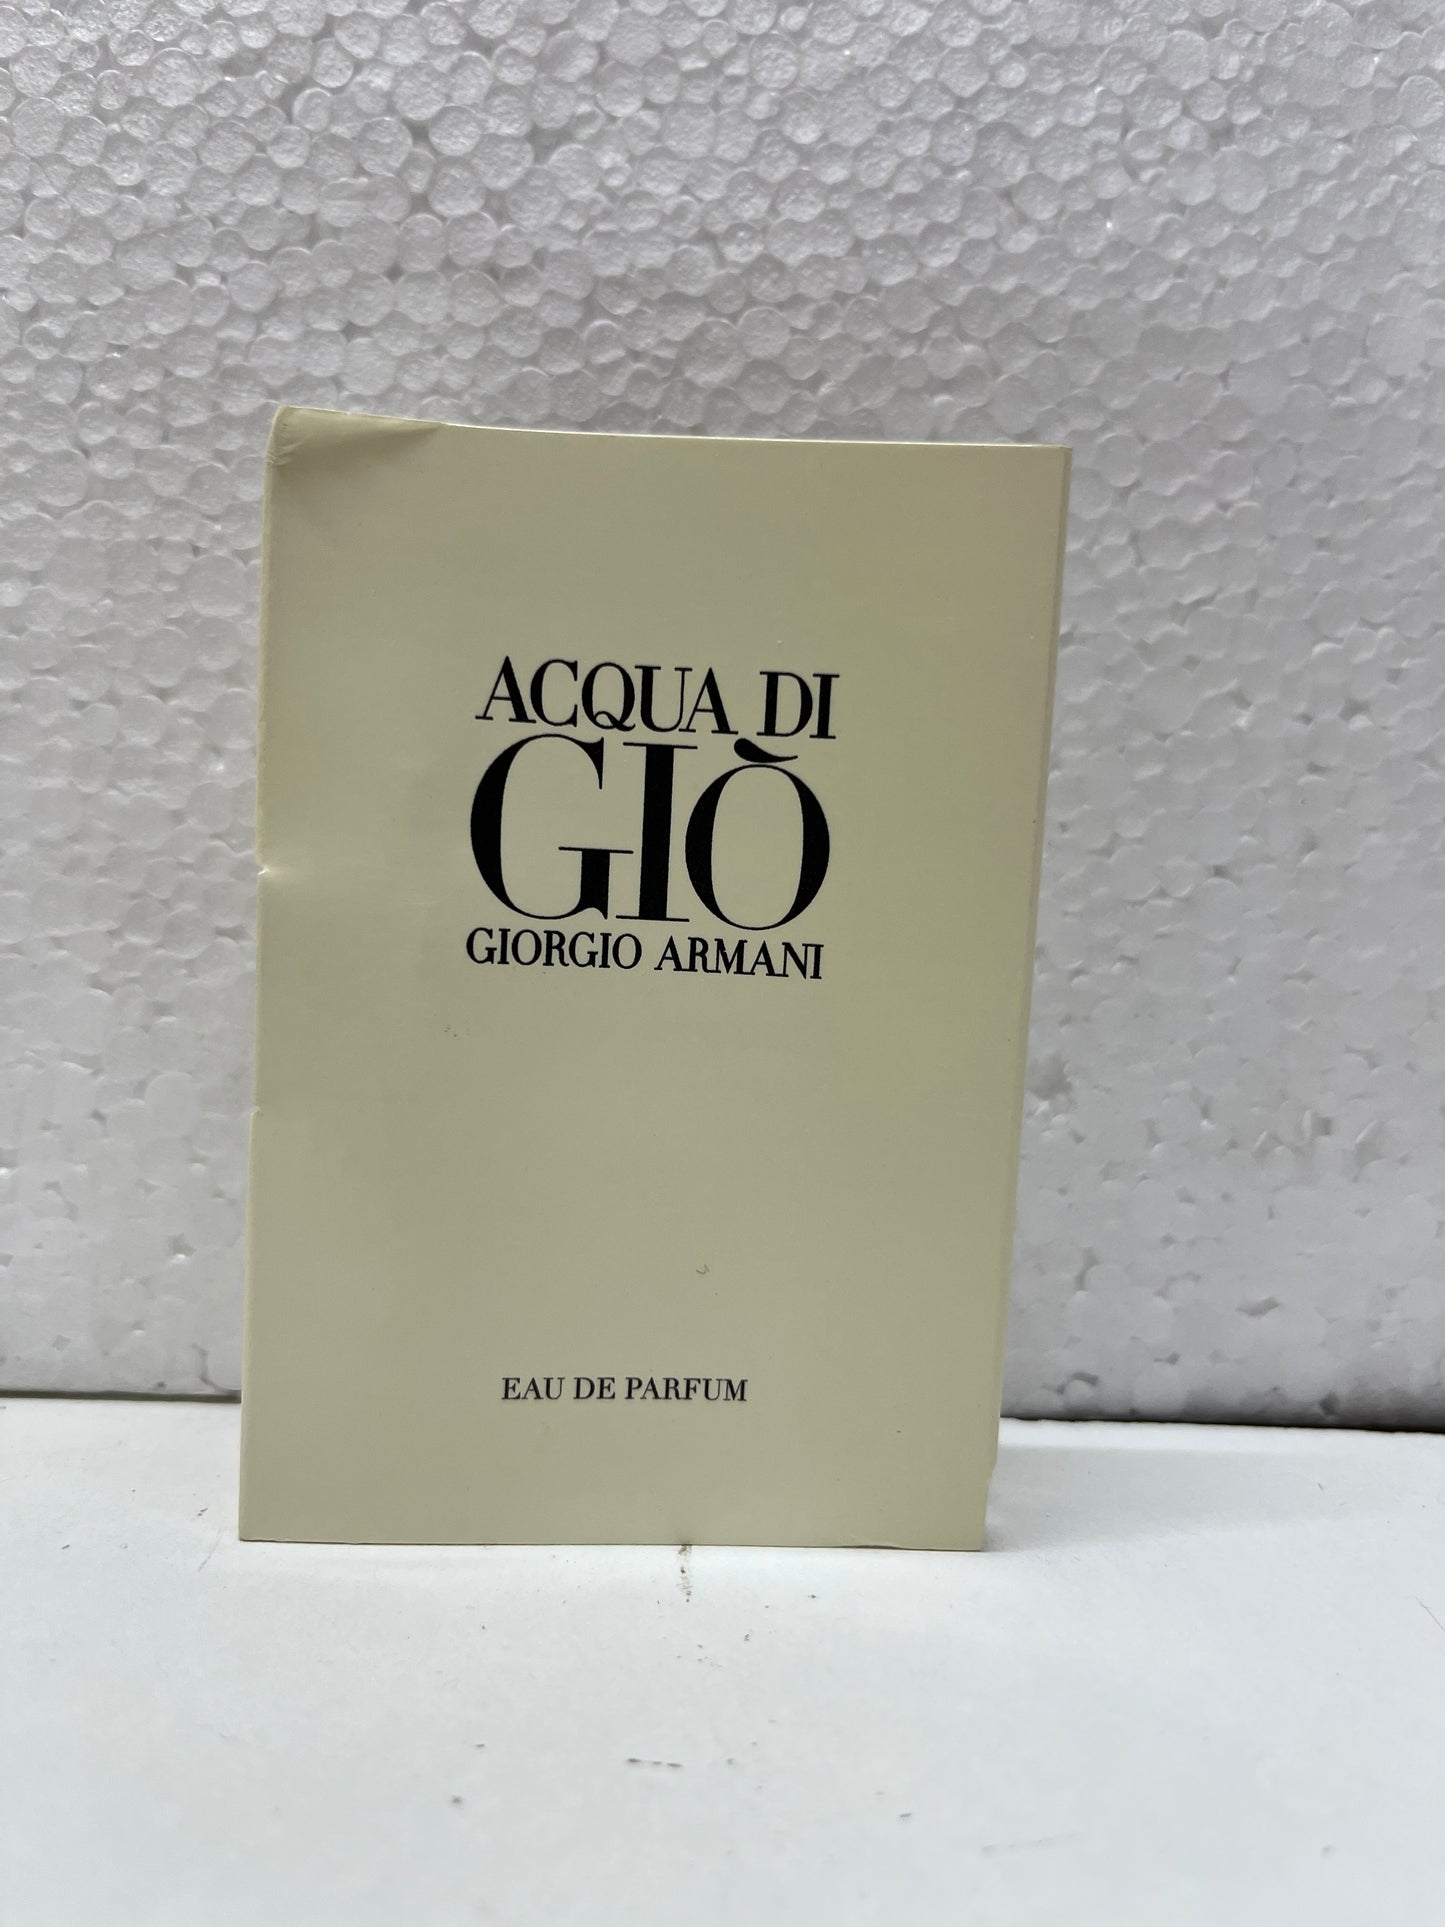 ACQUA DI
GIÒ
GIORGIO ARMANI
EAU DE PARFUM